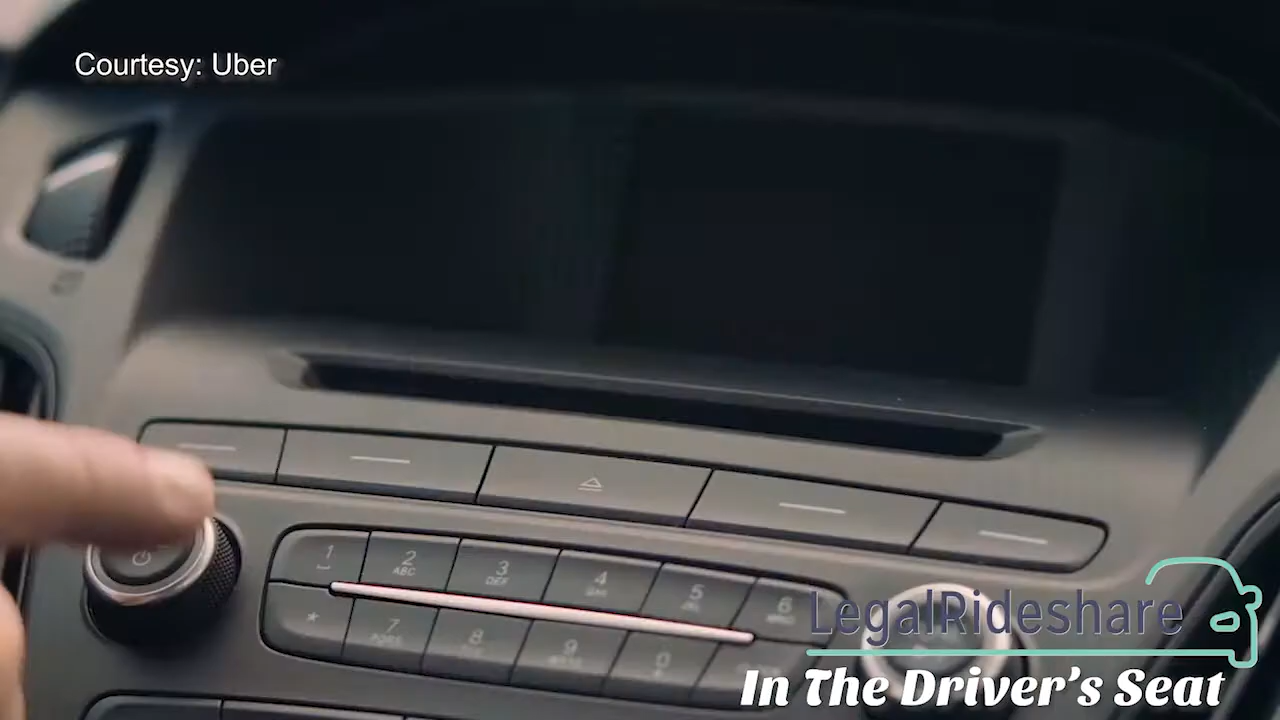 Courtesy: Uber
1
2
ABC
3
DEF
4
5
6
*
7
8
9
0
LegalRideshare
In The Driver's Seat